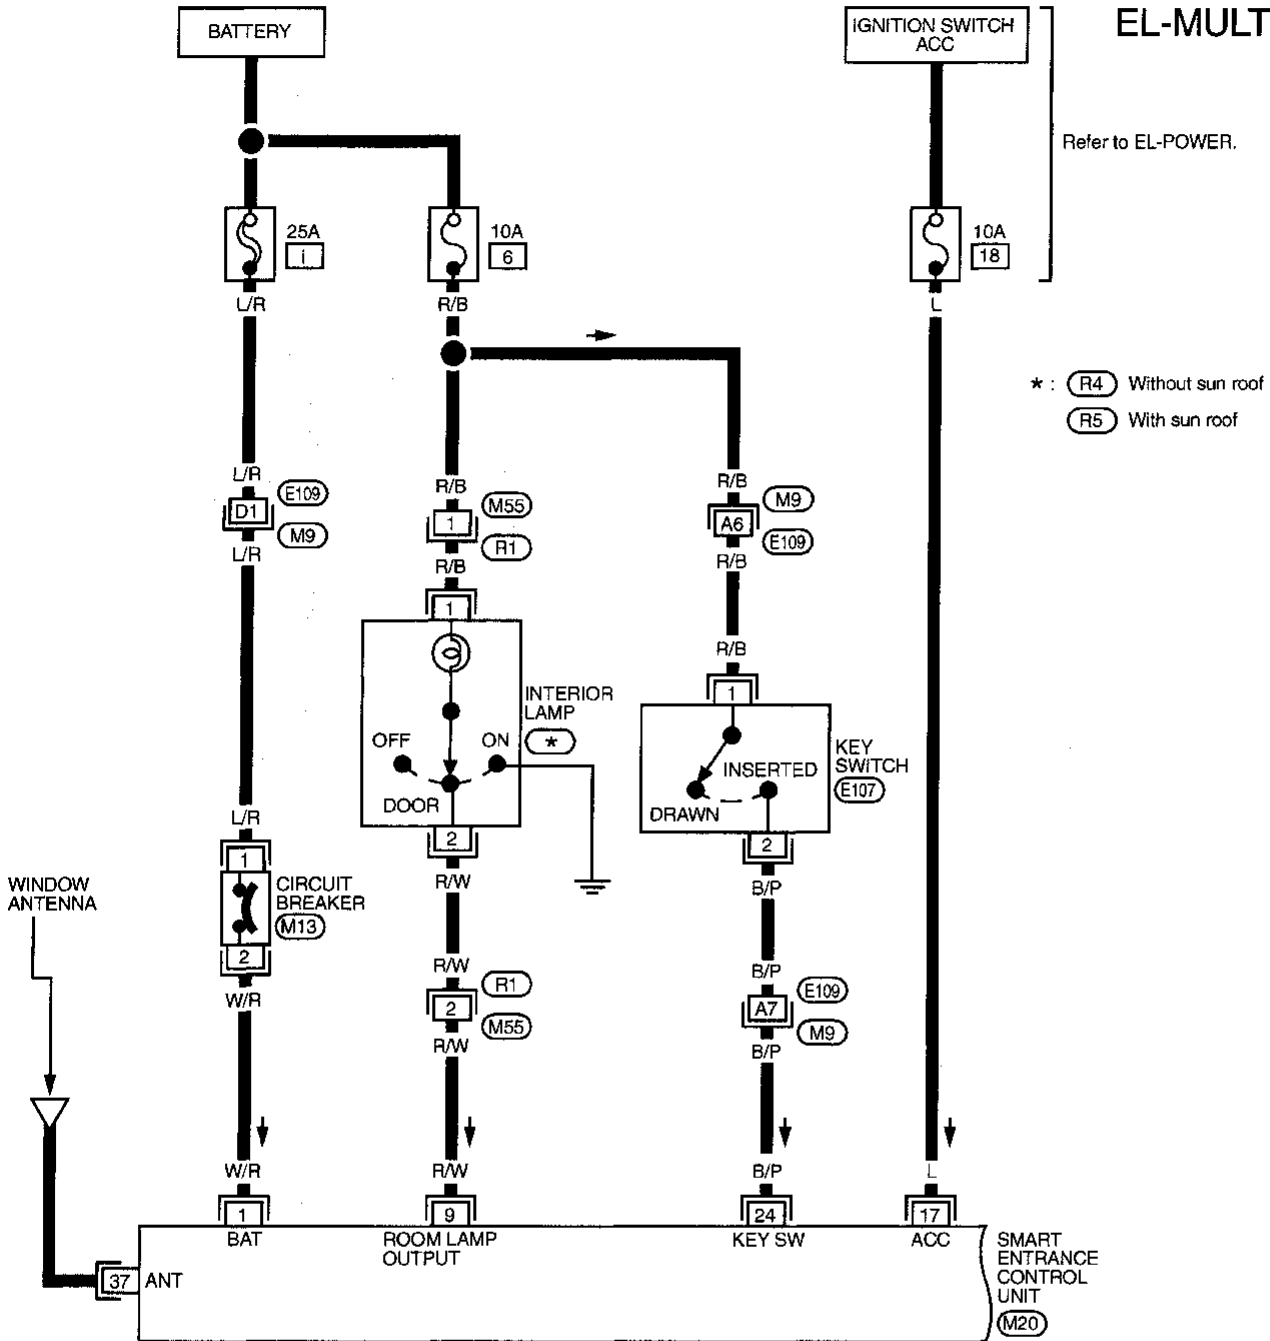 EL-MULT
BATTERY
IGNITION SWITCH
ACC
Refer to EL-POWER.
25A
i
10A
6
10A
18
L/R
R/B
L
* : R4 Without sun roof
R5 With sun roof
L/R
D1
E109
M9
L/R
R/B
1
M55
R1
R/B
R/B
A6
M9
E109
R/B
R/B
1
1
INTERIOR
LAMP
*
OFF
ON
DOOR
2
KEY
SWITCH
E107
INSERTED
DRAWN
2
L/R
1
CIRCUIT
BREAKER
M13
2
W/R
WINDOW
ANTENNA
R/W
R/W
2
R1
M55
R/W
B/P
B/P
A7
E109
M9
B/P
W/R
R/W
B/P
L
1
9
24
17
BAT
ROOM LAMP
OUTPUT
KEY SW
ACC
37
ANT
SMART
ENTRANCE
CONTROL
UNIT
M20